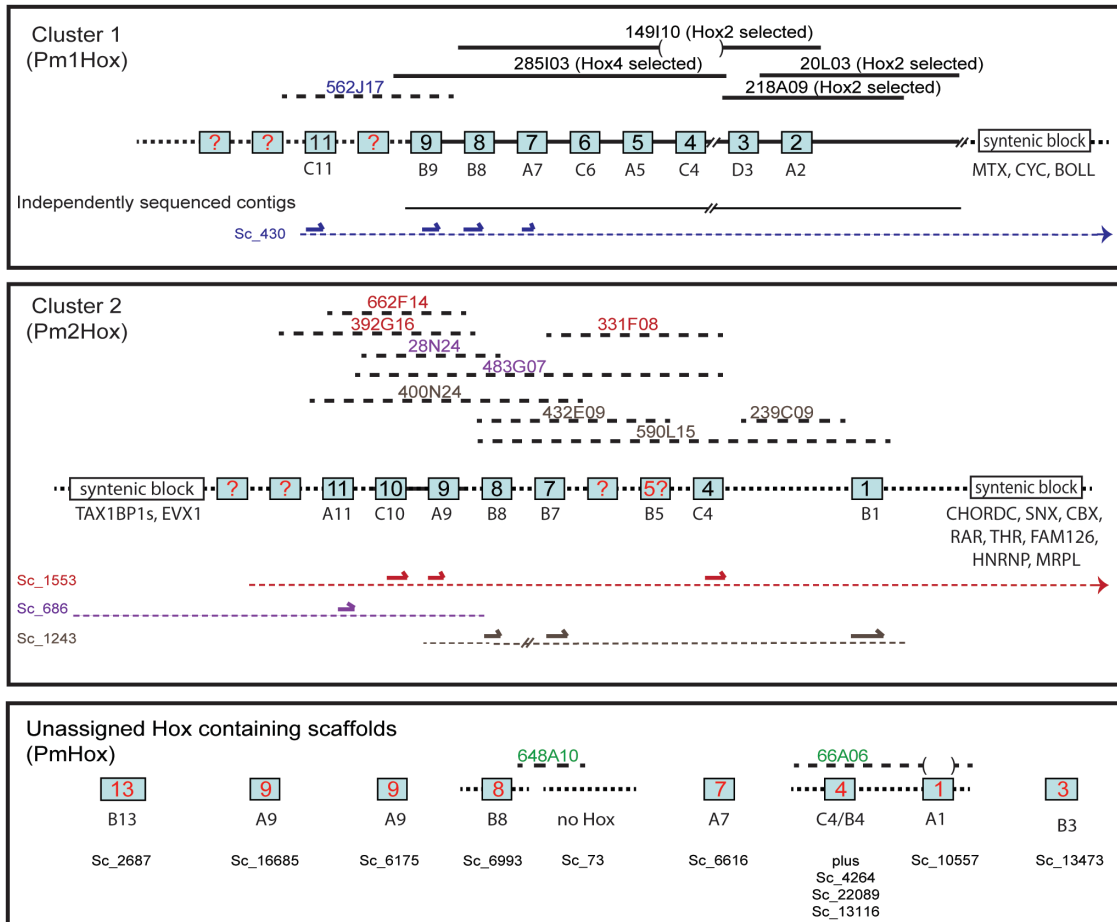 Cluster 1
(Pm1Hox)
149I10 (Hox2 selected)
285I03 (Hox4 selected)
20L03 (Hox2 selected)
562J17
218A09 (Hox2 selected)
? ? 11 ? 9 8 7 6 5 4 3 2 syntenic block
C11 B9 B8 A7 C6 A5 C4 D3 A2 MTX, CYC, BOLL
Independently sequenced contigs
Sc_430
Cluster 2
(Pm2Hox)
662F14
392G16 331F08
28N24
483G07
400N24
432E09 239C09
590L15
syntenic block ? ? 11 10 9 8 7 ? 5? 4 1 syntenic block
TAX1BP1s, EVX1 A11 C10 A9 B8 B7 B5 C4 B1 CHORDC, SNX, CBX,
RAR, THR, FAM126,
HNRNP, MRPL
Sc_1553
Sc_686
Sc_1243
Unassigned Hox containing scaffolds
(PmHox)
648A10 66A06
13 9 9 8 7 4 1 3
B13 A9 A9 B8 no Hox A7 C4/B4 A1 B3
Sc_2687 Sc_16685 Sc_6175 Sc_6993 Sc_73 Sc_6616 plus Sc_10557 Sc_13473
Sc_4264
Sc_22089
Sc_13116